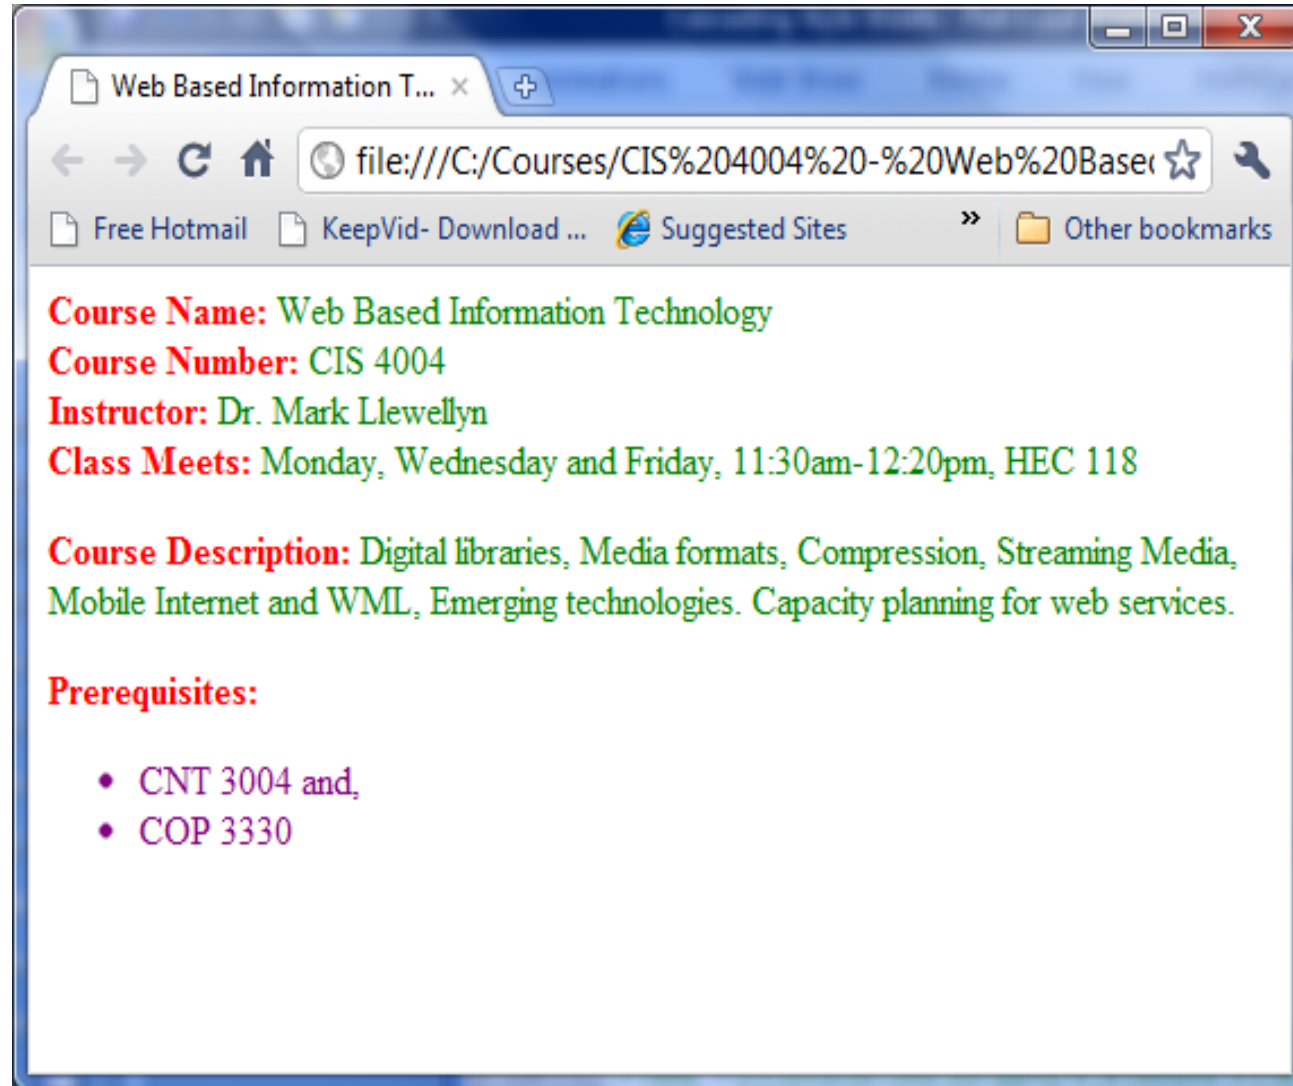 Web Based Information T...
file:///C:/Courses/CIS%204004%20-%20Web%20Based
Free Hotmail KeepVid- Download ... Suggested Sites » Other bookmarks
Course Name: Web Based Information Technology
Course Number: CIS 4004
Instructor: Dr. Mark Llewellyn
Class Meets: Monday, Wednesday and Friday, 11:30am-12:20pm, HEC 118
Course Description: Digital libraries, Media formats, Compression, Streaming Media,
Mobile Internet and WML, Emerging technologies. Capacity planning for web services.
Prerequisites:
• CNT 3004 and,
• COP 3330